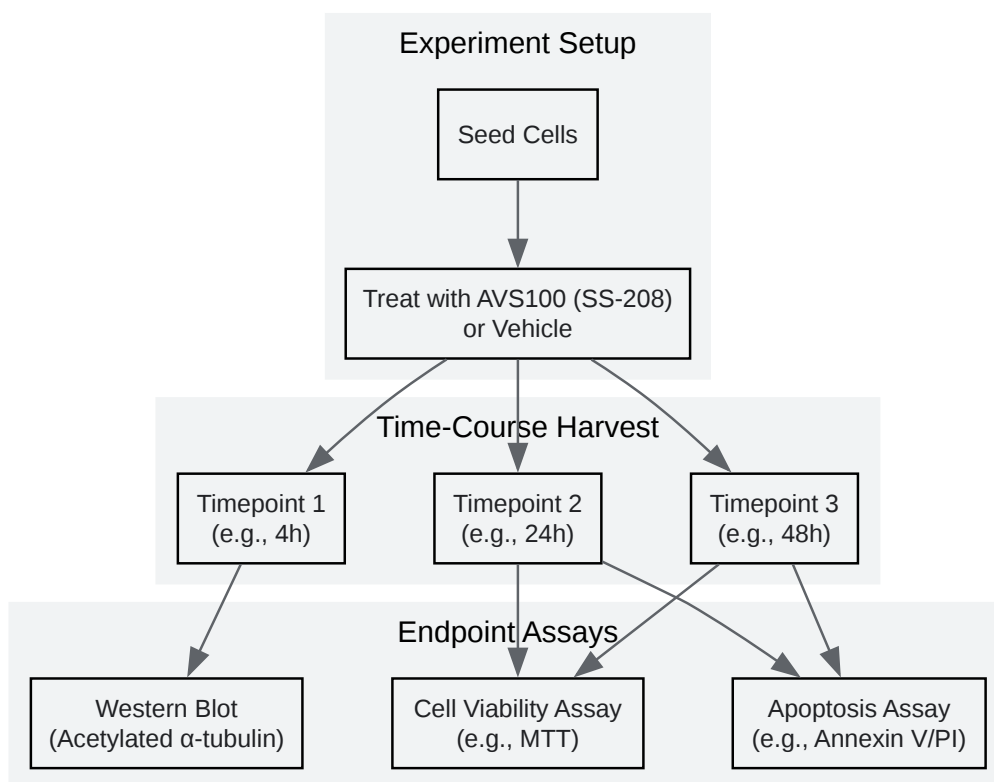 Experiment Setup
Seed Cells
Treat with AVS100 (SS-208)
or Vehicle
Time-Course Harvest
Timepoint 1
(e.g., 4h)
Timepoint 2
(e.g., 24h)
Timepoint 3
(e.g., 48h)
Endpoint Assays
Western Blot
(Acetylated α-tubulin)
Cell Viability Assay
(e.g., MTT)
Apoptosis Assay
(e.g., Annexin V/PI)